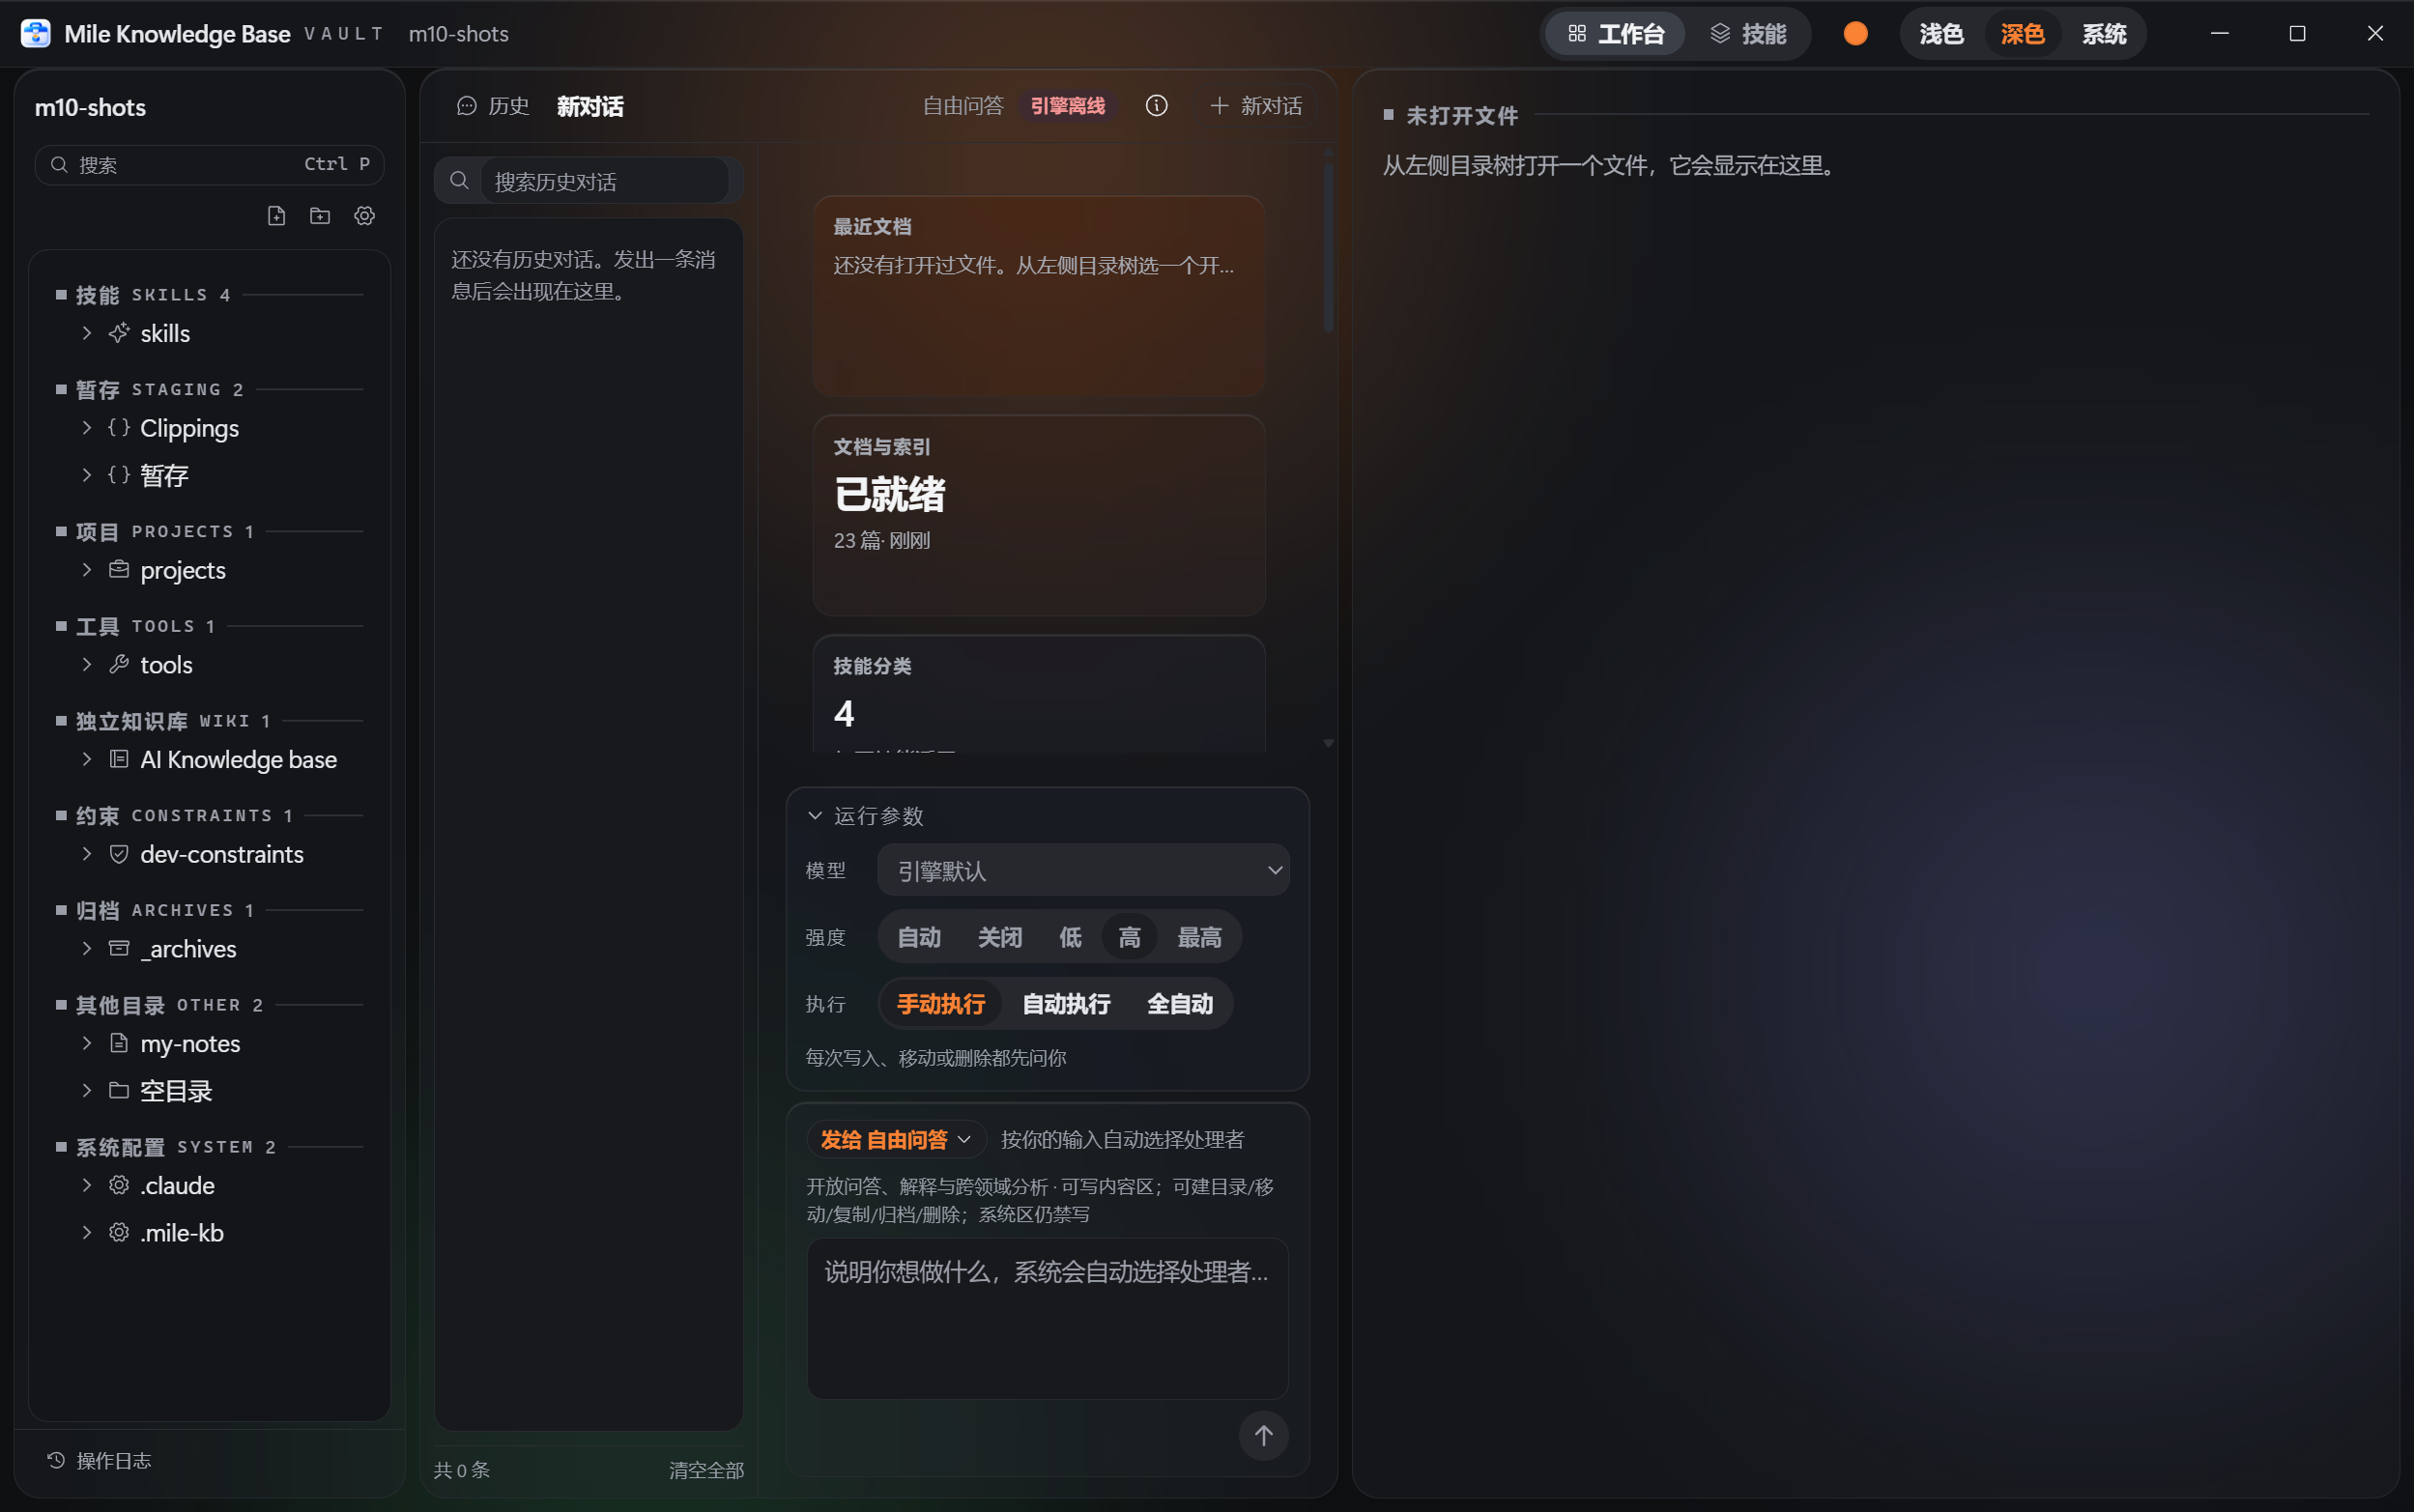 Mile Knowledge Base VAULT m10-shots
工作台 技能 浅色 深色 系统
m10-shots
搜索 Ctrl P
技能 SKILLS 4
skills
暂存 STAGING 2
Clippings
暂存
项目 PROJECTS 1
projects
工具 TOOLS 1
tools
独立知识库 WIKI 1
AI Knowledge base
约束 CONSTRAINTS 1
dev-constraints
归档 ARCHIVES 1
_archives
其他目录 OTHER 2
my-notes
空目录
系统配置 SYSTEM 2
.claude
.mile-kb
操作日志
历史 新对话 自由问答 引擎离线 新对话
搜索历史对话
还没有历史对话。发出一条消
息后会出现在这里。
共 0 条 清空全部
最近文档
还没有打开过文件。从左侧目录树选一个开...
文档与索引
已就绪
23 篇· 刚刚
技能分类
4
运行参数
模型 引擎默认
强度 自动 关闭 低 高 最高
执行 手动执行 自动执行 全自动
每次写入、移动或删除都先问你
发给 自由问答 按你的输入自动选择处理者
开放问答、解释与跨领域分析 · 可写内容区；可建目录/移
动/复制/归档/删除；系统区仍禁写
说明你想做什么，系统会自动选择处理者...
未打开文件
从左侧目录树打开一个文件，它会显示在这里。